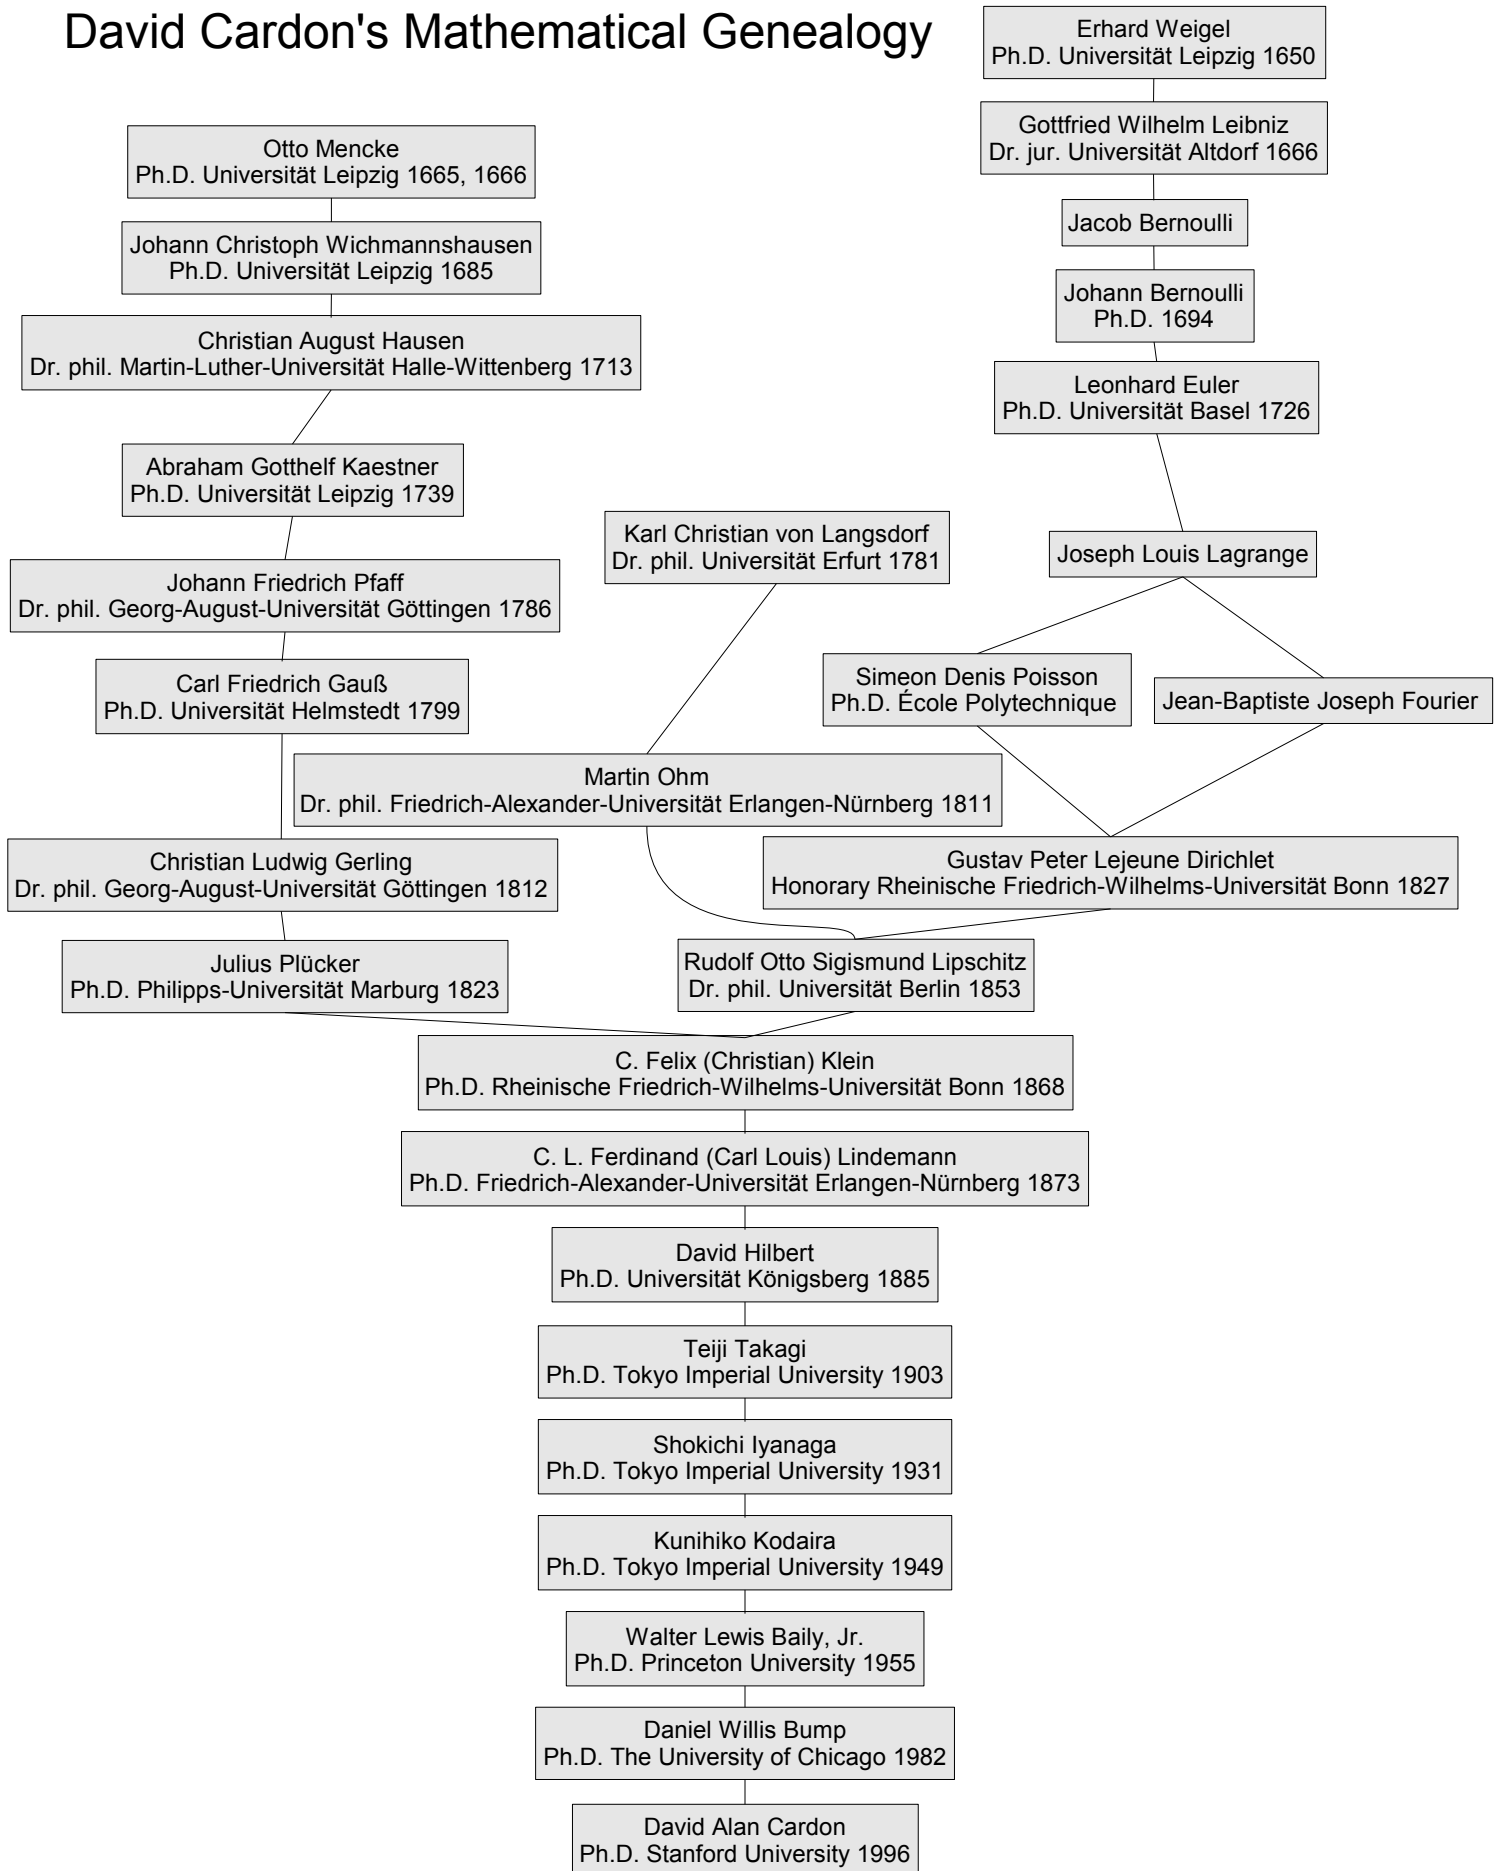 David Cardon's Mathematical Genealogy
Erhard Weigel
Ph.D. Universität Leipzig 1650
Gottfried Wilhelm Leibniz
Dr. jur. Universität Altdorf 1666
Otto Mencke
Ph.D. Universität Leipzig 1665, 1666
Jacob Bernoulli
Johann Christoph Wichmannshausen
Ph.D. Universität Leipzig 1685
Johann Bernoulli
Ph.D. 1694
Christian August Hausen
Dr. phil. Martin-Luther-Universität Halle-Wittenberg 1713
Leonhard Euler
Ph.D. Universität Basel 1726
Abraham Gotthelf Kaestner
Ph.D. Universität Leipzig 1739
Karl Christian von Langsdorf
Dr. phil. Universität Erfurt 1781
Joseph Louis Lagrange
Johann Friedrich Pfaff
Dr. phil. Georg-August-Universität Göttingen 1786
Simeon Denis Poisson
Ph.D. École Polytechnique
Jean-Baptiste Joseph Fourier
Carl Friedrich Gauß
Ph.D. Universität Helmstedt 1799
Martin Ohm
Dr. phil. Friedrich-Alexander-Universität Erlangen-Nürnberg 1811
Christian Ludwig Gerling
Dr. phil. Georg-August-Universität Göttingen 1812
Gustav Peter Lejeune Dirichlet
Honorary Rheinische Friedrich-Wilhelms-Universität Bonn 1827
Julius Plücker
Ph.D. Philipps-Universität Marburg 1823
Rudolf Otto Sigismund Lipschitz
Dr. phil. Universität Berlin 1853
C. Felix (Christian) Klein
Ph.D. Rheinische Friedrich-Wilhelms-Universität Bonn 1868
C. L. Ferdinand (Carl Louis) Lindemann
Ph.D. Friedrich-Alexander-Universität Erlangen-Nürnberg 1873
David Hilbert
Ph.D. Universität Königsberg 1885
Teiji Takagi
Ph.D. Tokyo Imperial University 1903
Shokichi Iyanaga
Ph.D. Tokyo Imperial University 1931
Kunihiko Kodaira
Ph.D. Tokyo Imperial University 1949
Walter Lewis Baily, Jr.
Ph.D. Princeton University 1955
Daniel Willis Bump
Ph.D. The University of Chicago 1982
David Alan Cardon
Ph.D. Stanford University 1996